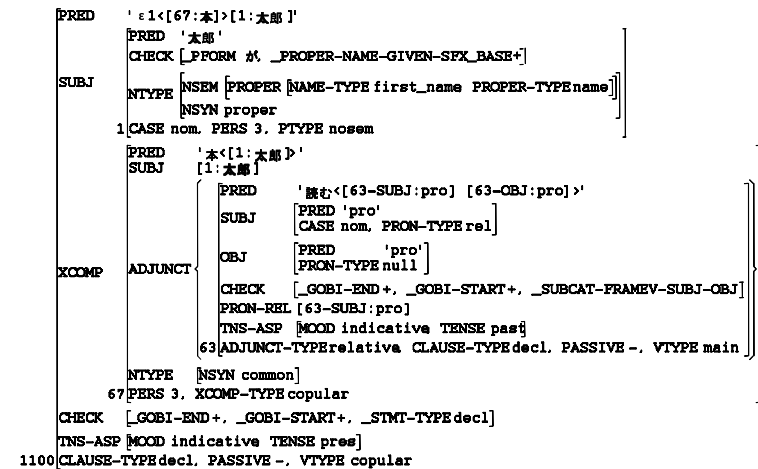 PRED 'ε1<[67:本]>[1:太郎]'
PRED '太郎'
CHECK [_PFORM が, _PROPER-NAME-GIVEN-SFX_BASE+]
SUBJ
NTYPE [NSEM [PROPER [NAME-TYPE first_name PROPER-TYPE name]]
NSYN proper]
1 CASE nom, PERS 3, PTYPE nosem
PRED '本<[1:太郎]>'
SUBJ [1:太郎]
PRED '読む<[63-SUBJ:pro] [63-OBJ:pro]>'
SUBJ [PRED 'pro'
CASE nom, PRON-TYPE rel]
OBJ [PRED 'pro'
PRON-TYPE null]
XCOMP ADJUNCT
CHECK [_GOBI-END+, _GOBI-START+, _SUBCAT-FRAMEV-SUBJ-OBJ]
PRON-REL [63-SUBJ:pro]
TNS-ASP [MOOD indicative TENSE past]
63 ADJUNCT-TYPE relative, CLAUSE-TYPE decl, PASSIVE -, VTYPE main
NTYPE [NSYN common]
67 PERS 3, XCOMP-TYPE copular
CHECK [_GOBI-END+, _GOBI-START+, _STMT-TYPE decl]
TNS-ASP [MOOD indicative, TENSE pres]
1100 CLAUSE-TYPE decl, PASSIVE -, VTYPE copular